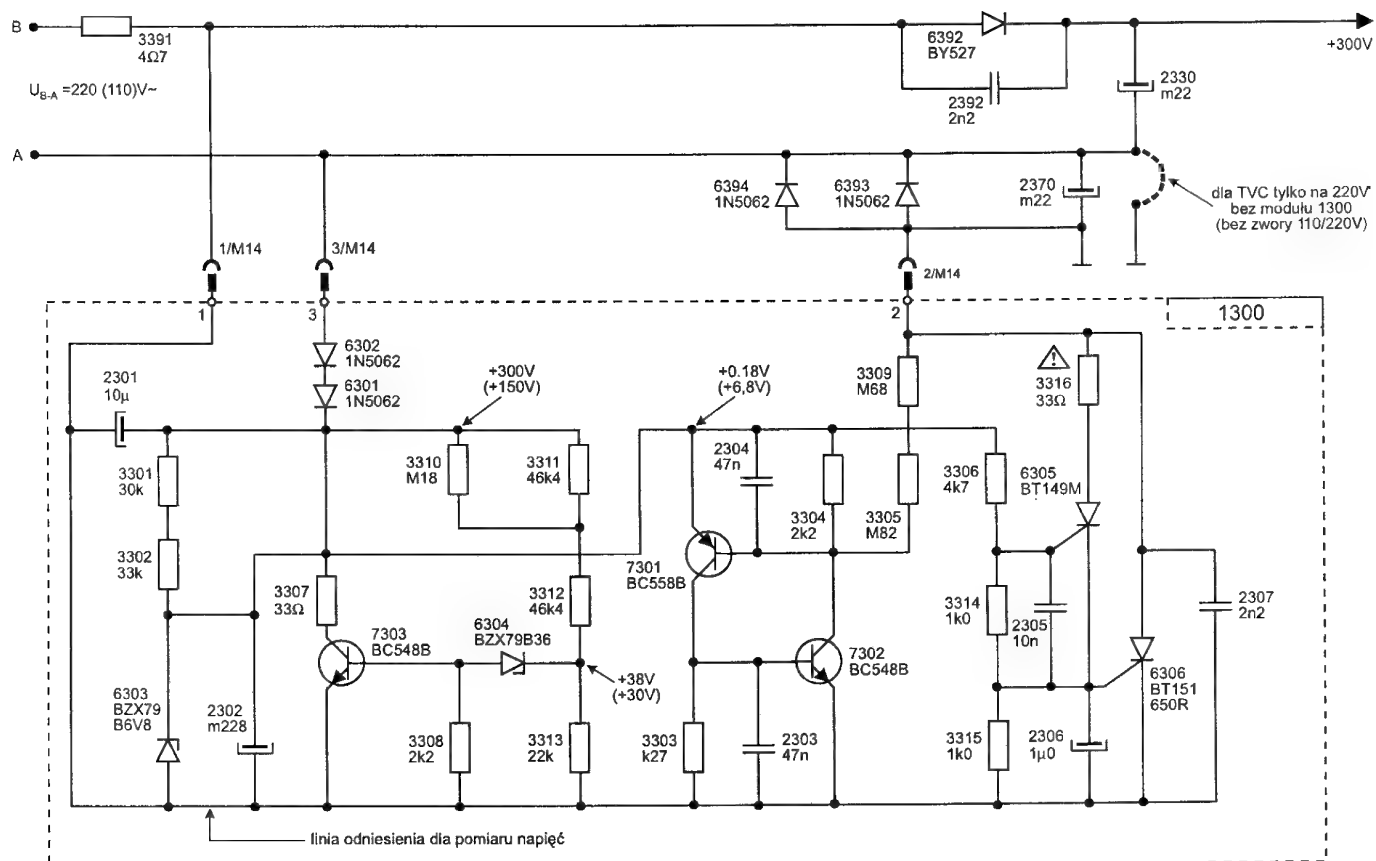 B
3391
4Ω7
6392
BY527
+300V
U_B-A =220 (110)V~
2392
2n2
2330
m22
A
6394
1N5062
6393
1N5062
2370
m22
dla TVC tylko na 220V
bez modułu 1300
(bez zwory 110/220V)
1/M14
3/M14
2/M14
1
3
2
1300
6302
1N5062
6301
1N5062
2301
10µ
+300V
(+150V)
+0.18V
(+6,8V)
3309
M68
3316
33Ω
3301
30k
3310
M18
3311
46k4
2304
47n
3306
4k7
6305
BT149M
3302
33k
3304
2k2
3305
M82
7301
BC558B
3307
33Ω
3312
46k4
3314
1k0
2305
10n
2307
2n2
7303
BC548B
6304
BZX79B36
7302
BC548B
+38V
(+30V)
6306
BT151
650R
6303
BZX79
B6V8
2302
m228
3308
2k2
3313
22k
3303
k27
2303
47n
3315
1k0
2306
1µ0
linia odniesienia dla pomiaru napięć